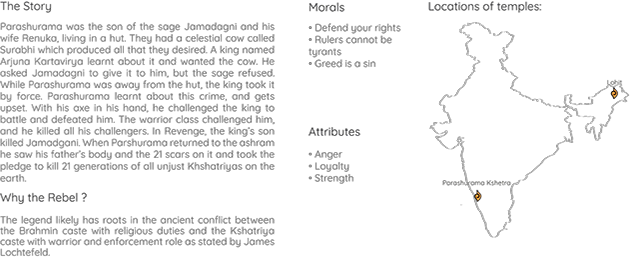 The Story
Parashurama was the son of the sage Jamadagni and his
wife Renuka, living in a hut. They had a celestial cow called
Surabhi which produced all that they desired. A king named
Arjuna Kartavirya learnt about it and wanted the cow. He
asked Jamadagni to give it to him, but the sage refused.
While Parashurama was away from the hut, the king took it
by force. Parashurama learnt about this crime, and gets
upset. With his axe in his hand, he challenged the king to
battle and defeated him. The warrior class challenged him,
and he killed all his challengers. In Revenge, the king's son
killed Jamadgani. When Parshurama returned to the ashram
he saw his father's body and the 21 scars on it and took the
pledge to kill 21 generations of all unjust Khshatriyas on the
earth.
Why the Rebel ?
The legend likely has roots in the ancient conflict between
the Brahmin caste with religious duties and the Kshatriya
caste with warrior and enforcement role as stated by James
Lochtefeld.
Morals
• Defend your rights
• Rulers cannot be
tyrants
• Greed is a sin
Attributes
• Anger
• Loyalty
• Strength
Locations of temples:
Lohit
Parashurama Kshetra